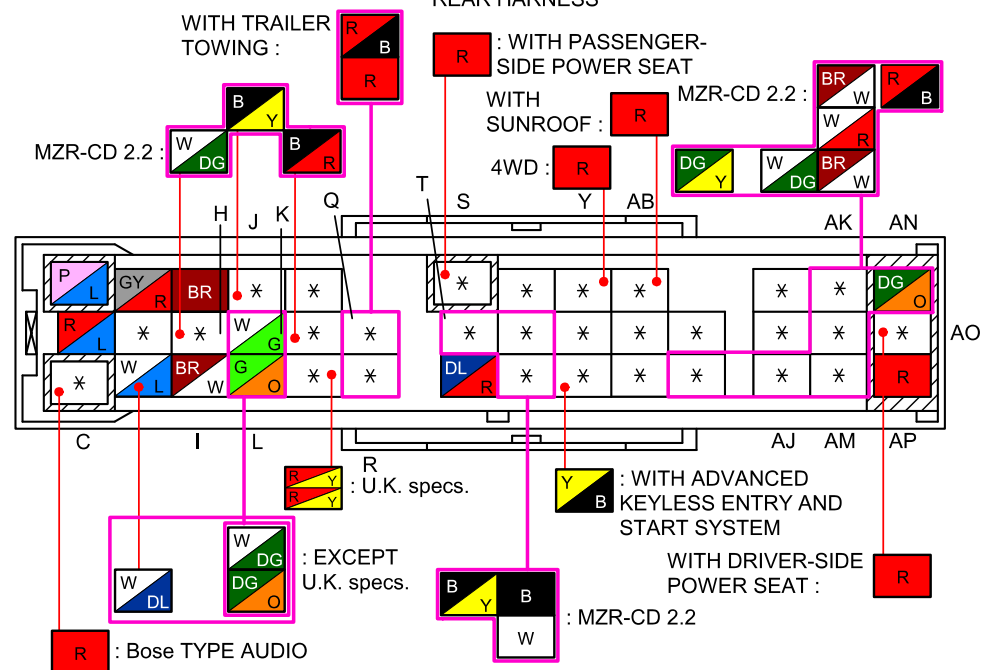 REAR HARNESS
WITH TRAILER
TOWING :
R
B
R
R
: WITH PASSENGER-
SIDE POWER SEAT
WITH
SUNROOF :
R
4WD :
R
MZR-CD 2.2 :
BR
W
R
B
W
R
DG
Y
W
DG
BR
W
MZR-CD 2.2 :
B
Y
W
DG
B
R
H
J
K
Q
T
S
Y
AB
AK
AN
P
L
GY
R
BR
*
*
*
*
*
*
*
DG
O
R
L
*
*
W
G
*
*
*
*
*
*
*
*
*
*
AO
*
W
L
BR
W
G
O
*
*
DL
R
*
*
*
*
*
*
*
R
C
I
L
R
AJ
AM
AP
R
Y
R
Y
: U.K. specs.
Y
B
: WITH ADVANCED
KEYLESS ENTRY AND
START SYSTEM
W
DL
W
DG
DG
O
: EXCEPT
U.K. specs.
B
Y
B
W
: MZR-CD 2.2
WITH DRIVER-SIDE
POWER SEAT :
R
R
: Bose TYPE AUDIO